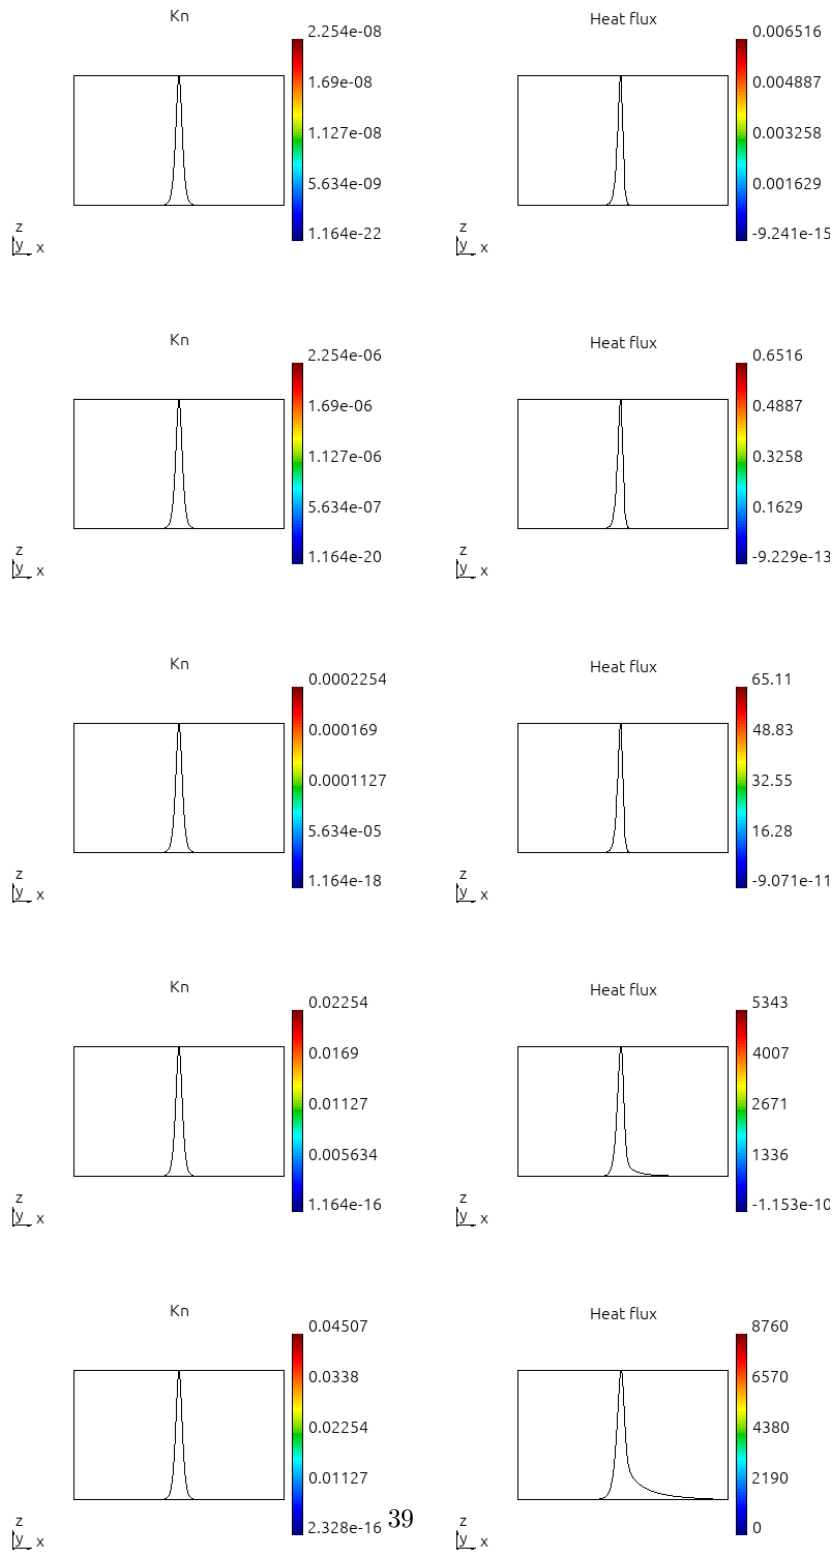 Kn
2.254e-08
1.69e-08
1.127e-08
5.634e-09
1.164e-22
z
y x
Heat flux
0.006516
0.004887
0.003258
0.001629
-9.241e-15
z
y x
Kn
2.254e-06
1.69e-06
1.127e-06
5.634e-07
1.164e-20
z
y x
Heat flux
0.6516
0.4887
0.3258
0.1629
-9.229e-13
z
y x
Kn
0.0002254
0.000169
0.0001127
5.634e-05
1.164e-18
z
y x
Heat flux
65.11
48.83
32.55
16.28
-9.071e-11
z
y x
Kn
0.02254
0.0169
0.01127
0.005634
1.164e-16
z
y x
Heat flux
5343
4007
2671
1336
-1.153e-10
z
y x
Kn
0.04507
0.0338
0.02254
0.01127
2.328e-16
z
y x
Heat flux
8760
6570
4380
2190
0
z
y x
39